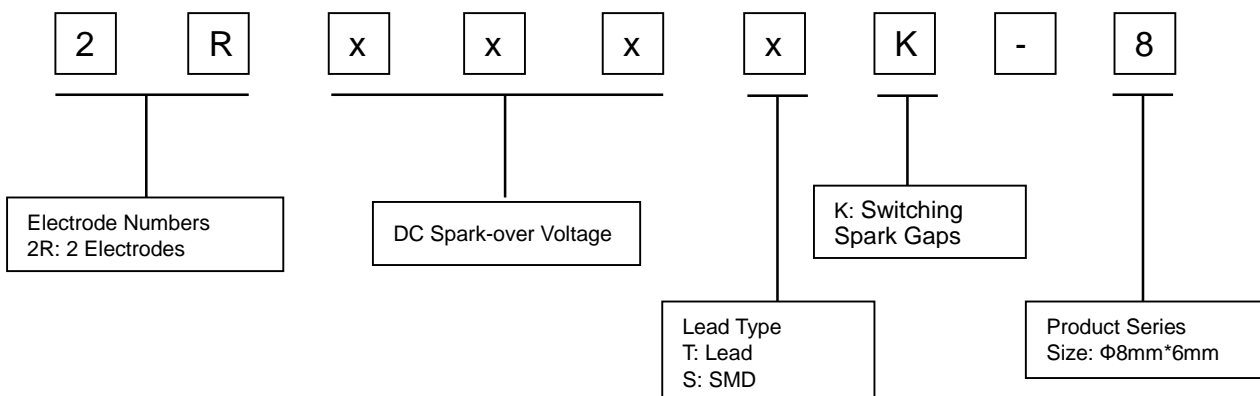 2 R x x x x K - 8
Electrode Numbers
2R: 2 Electrodes
DC Spark-over Voltage
K: Switching
Spark Gaps
Lead Type
T: Lead
S: SMD
Product Series
Size: Φ8mm*6mm